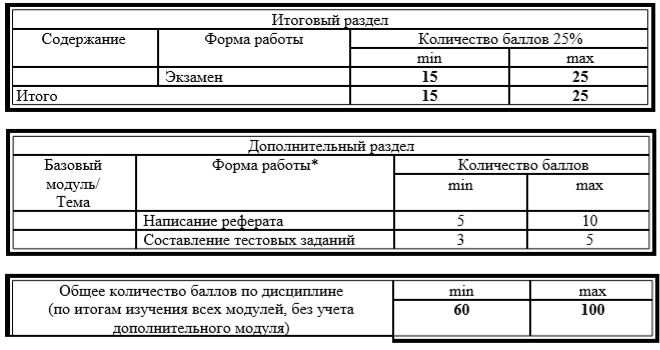 Итоговый раздел
Содержание Форма работы Количество баллов 25%
min max
Экзамен 15 25
Итого 15 25
Дополнительный раздел
Базовый Форма работы* Количество баллов
модуль/ min max
Тема
Написание реферата 5 10
Составление тестовых заданий 3 5
Общее количество баллов по дисциплине min max
(по итогам изучения всех модулей, без учета 60 100
дополнительного модуля)